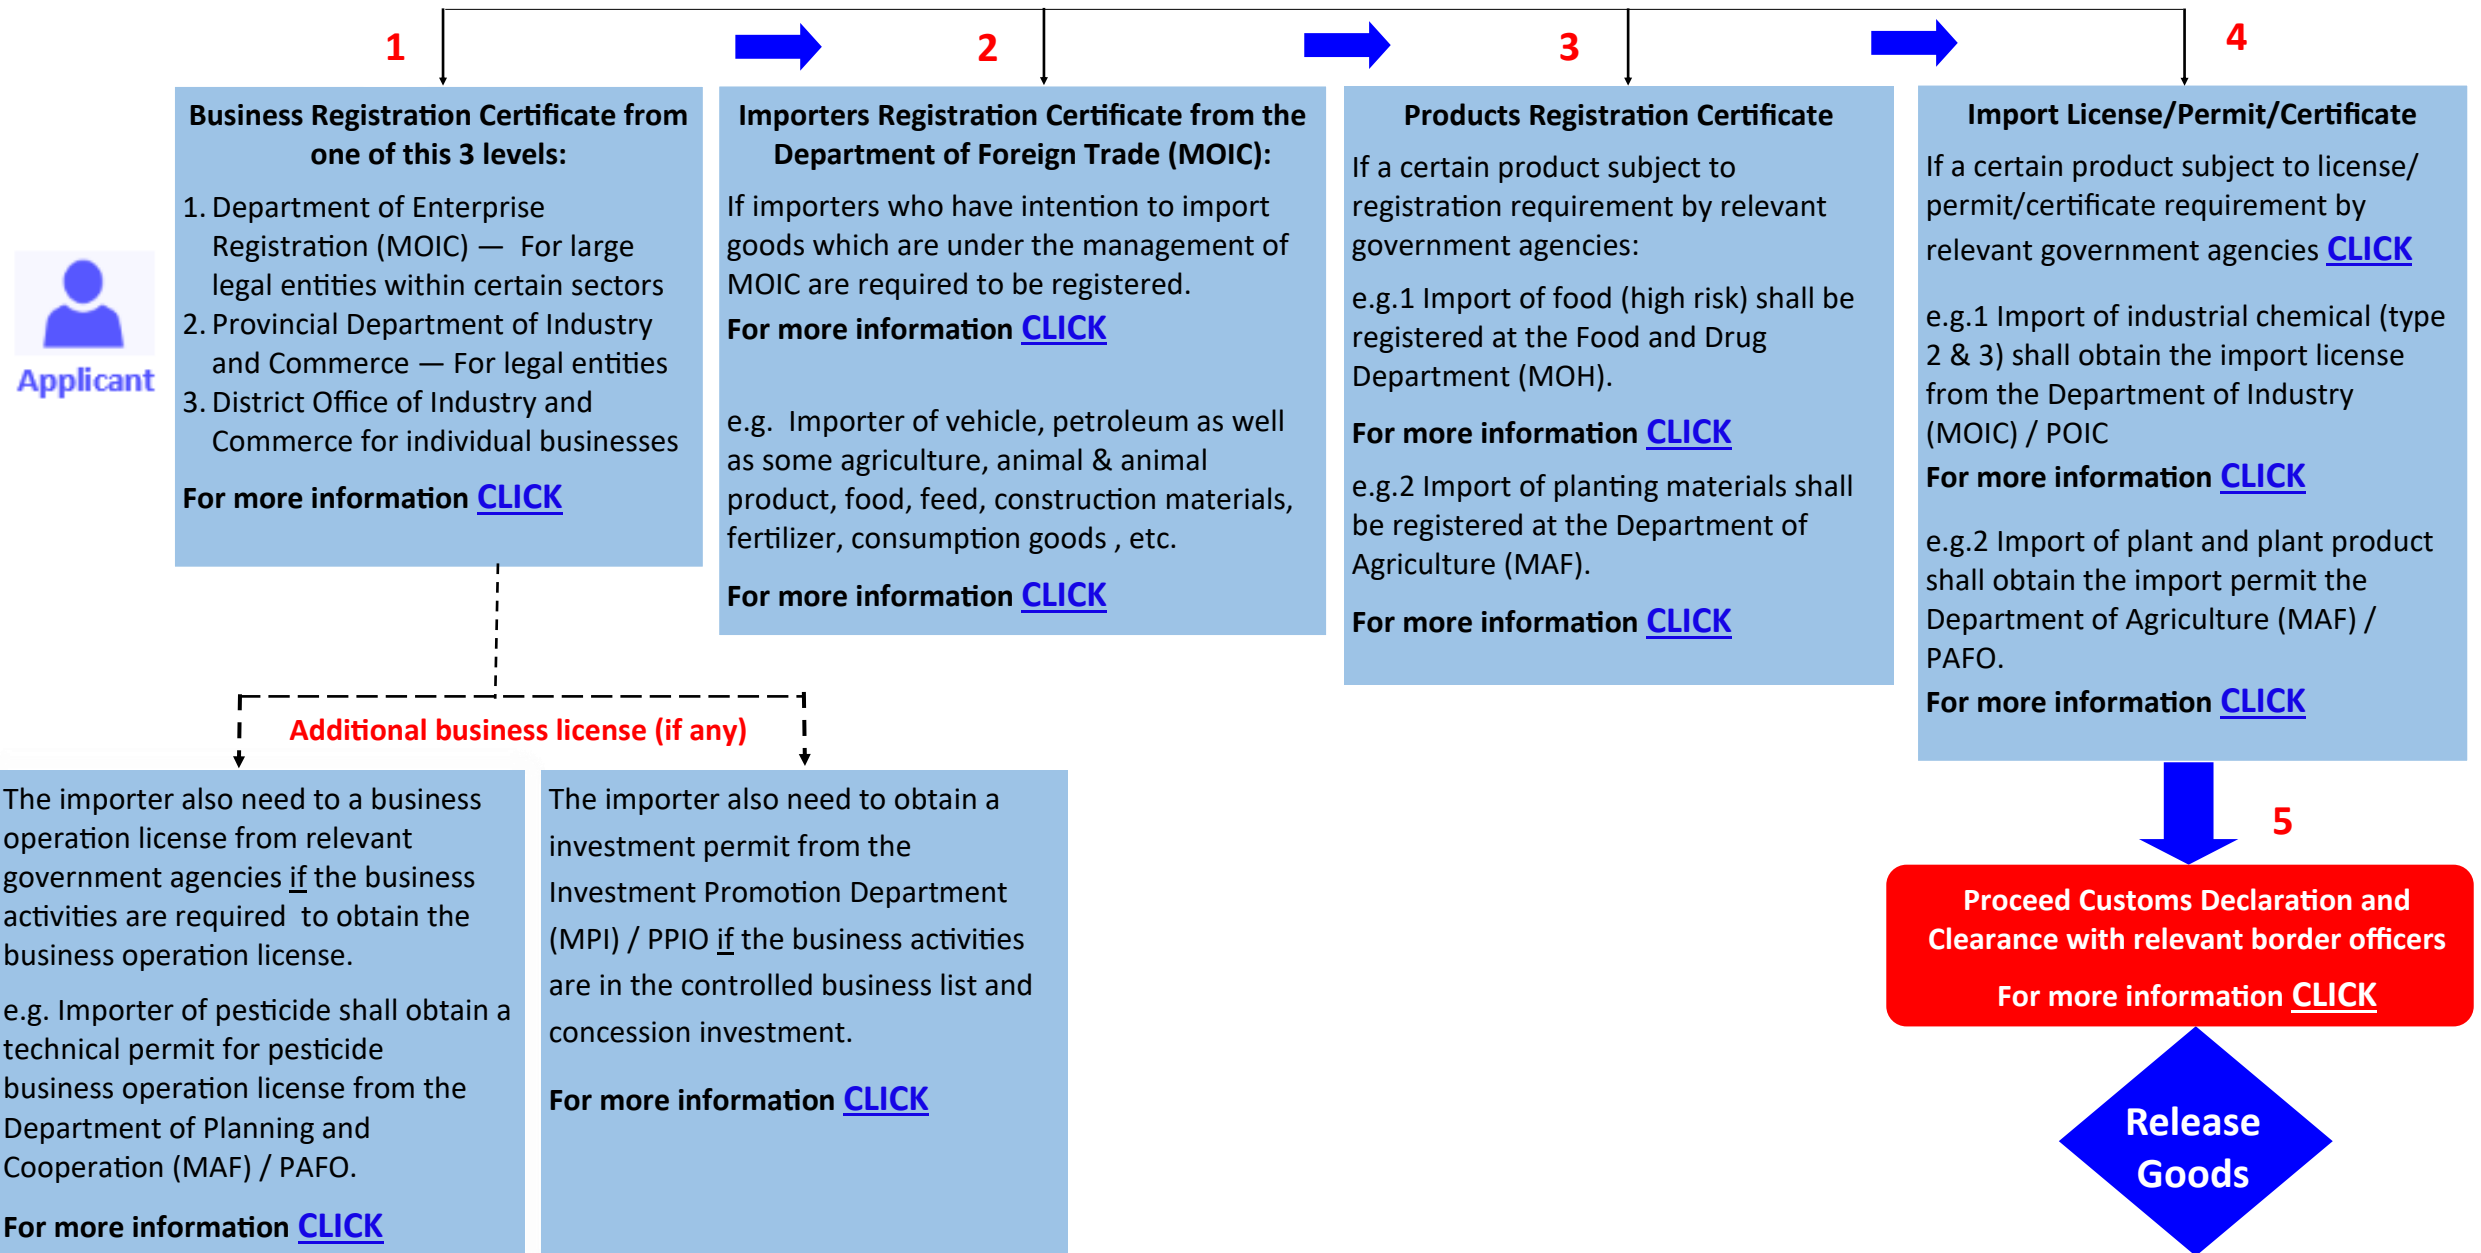 Applicant
1
Business Registration Certificate from
one of this 3 levels:
1. Department of Enterprise
Registration (MOIC) — For large
legal entities within certain sectors
2. Provincial Department of Industry
and Commerce — For legal entities
3. District Office of Industry and
Commerce for individual businesses
For more information CLICK
2
Importers Registration Certificate from the
Department of Foreign Trade (MOIC):
If importers who have intention to import
goods which are under the management of
MOIC are required to be registered.
For more information CLICK
e.g. Importer of vehicle, petroleum as well
as some agriculture, animal & animal
product, food, feed, construction materials,
fertilizer, consumption goods , etc.
For more information CLICK
3
Products Registration Certificate
If a certain product subject to
registration requirement by relevant
government agencies:
e.g.1 Import of food (high risk) shall be
registered at the Food and Drug
Department (MOH).
For more information CLICK
e.g.2 Import of planting materials shall
be registered at the Department of
Agriculture (MAF).
For more information CLICK
4
Import License/Permit/Certificate
If a certain product subject to license/
permit/certificate requirement by
relevant government agencies CLICK
e.g.1 Import of industrial chemical (type
2 & 3) shall obtain the import license
from the Department of Industry
(MOIC) / POIC
For more information CLICK
e.g.2 Import of plant and plant product
shall obtain the import permit the
Department of Agriculture (MAF) /
PAFO.
For more information CLICK
Additional business license (if any)
The importer also need to a business
operation license from relevant
government agencies if the business
activities are required to obtain the
business operation license.
e.g. Importer of pesticide shall obtain a
technical permit for pesticide
business operation license from the
Department of Planning and
Cooperation (MAF) / PAFO.
For more information CLICK
The importer also need to obtain a
investment permit from the
Investment Promotion Department
(MPI) / PPIO if the business activities
are in the controlled business list and
concession investment.
For more information CLICK
5
Proceed Customs Declaration and
Clearance with relevant border officers
For more information CLICK
Release
Goods